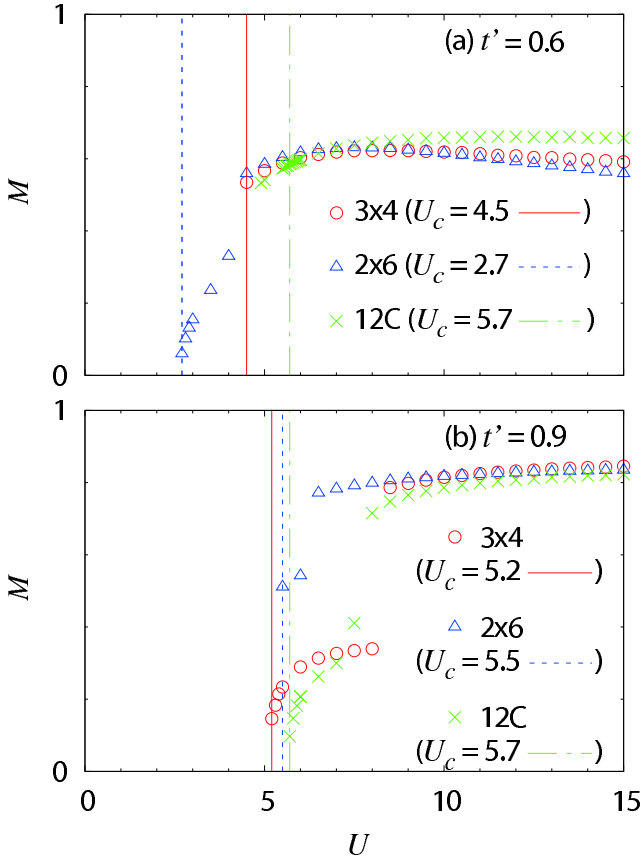 1
(a) t' = 0.6
M
3x4 (U_c = 4.5 )
2x6 (U_c = 2.7 )
12C (U_c = 5.7 )
0
1
(b) t' = 0.9
M
3x4
(U_c = 5.2 )
2x6
(U_c = 5.5 )
12C
(U_c = 5.7 )
0
0 5 10 15
U